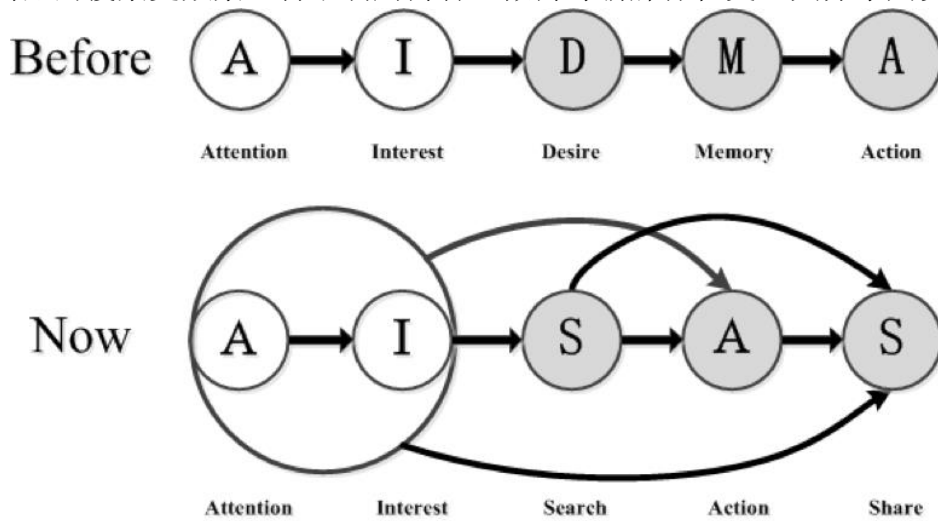 Before A I D M A
Attention Interest Desire Memory Action
Now A I S A S
Attention Interest Search Action Share